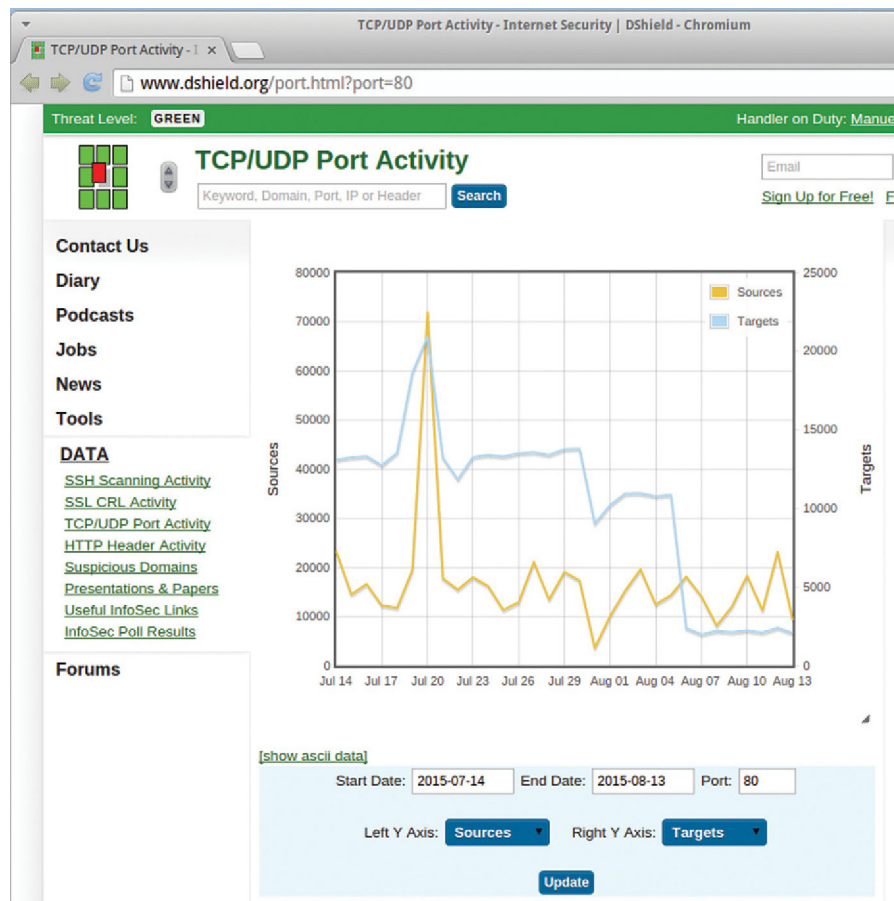 TCP/UDP Port Activity - Internet Security | DShield - Chromium
TCP/UDP Port Activity - I ×
www.dshield.org/port.html?port=80
Threat Level: GREEN
Handler on Duty: Manue
TCP/UDP Port Activity
Email
Keyword, Domain, Port, IP or Header
Search
Sign Up for Free! F
Contact Us
Diary
Podcasts
Jobs
News
Tools
DATA
SSH Scanning Activity
SSL CRL Activity
TCP/UDP Port Activity
HTTP Header Activity
Suspicious Domains
Presentations & Papers
Useful InfoSec Links
InfoSec Poll Results
Forums
Sources
80000
70000
60000
50000
40000
30000
20000
10000
0
Sources
Targets
25000
20000
15000
10000
5000
0
Targets
Jul 14 Jul 17 Jul 20 Jul 23 Jul 26 Jul 29 Aug 01 Aug 04 Aug 07 Aug 10 Aug 13
[show ascii data]
Start Date: 2015-07-14 End Date: 2015-08-13 Port: 80
Left Y Axis: Sources Right Y Axis: Targets
Update